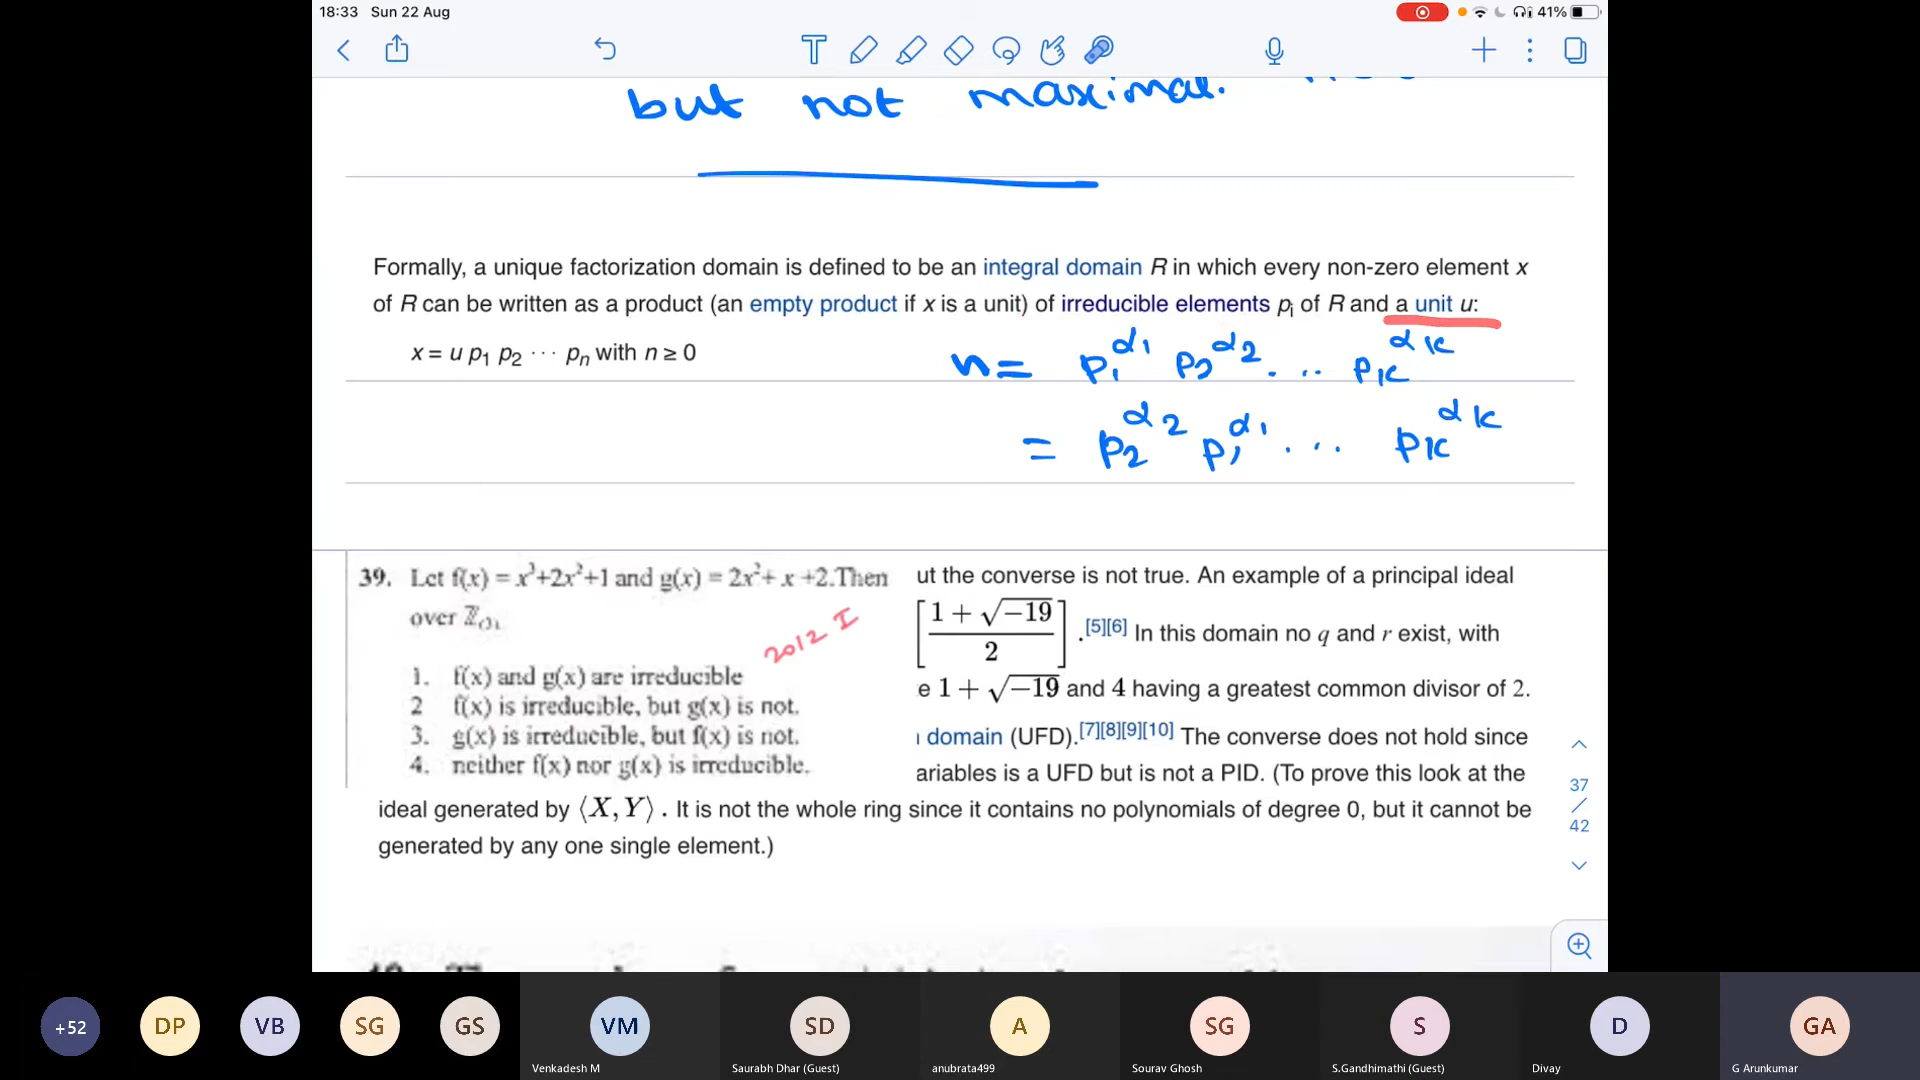 18:33 Sun 22 Aug
41%
but not maximal.
Formally, a unique factorization domain is defined to be an integral domain R in which every non-zero element x
of R can be written as a product (an empty product if x is a unit) of irreducible elements pᵢ of R and a unit u:
x = u p₁ p₂ ⋯ pₙ with n ≥ 0
n = p₁^α₁ p₂^α₂ . .. pₖ^αₖ
= p₂^α₂ p₁^α₁ ... pₖ^αₖ
39. Let f(x) = x³+2x²+1 and g(x) = 2x²+ x +2.Then
over
2012 I
1. f(x) and g(x) are irreducible
2 f(x) is irreducible, but g(x) is not.
3. g(x) is irreducible, but f(x) is not.
4. neither f(x) nor g(x) is irreducible.
ut the converse is not true. An example of a principal ideal
[(1 + √−19)/2] .[5][6] In this domain no q and r exist, with
e 1 + √−19 and 4 having a greatest common divisor of 2.
domain (UFD).[7][8][9][10] The converse does not hold since
ariables is a UFD but is not a PID. (To prove this look at the
ideal generated by ⟨X, Y⟩. It is not the whole ring since it contains no polynomials of degree 0, but it cannot be
generated by any one single element.)
37
/
42
+52 DP VB SG GS VM SD A SG S D GA
Venkadesh M Saurabh Dhar (Guest) anubrata499 Sourav Ghosh S.Gandhimathi (Guest) Divay G Arunkumar